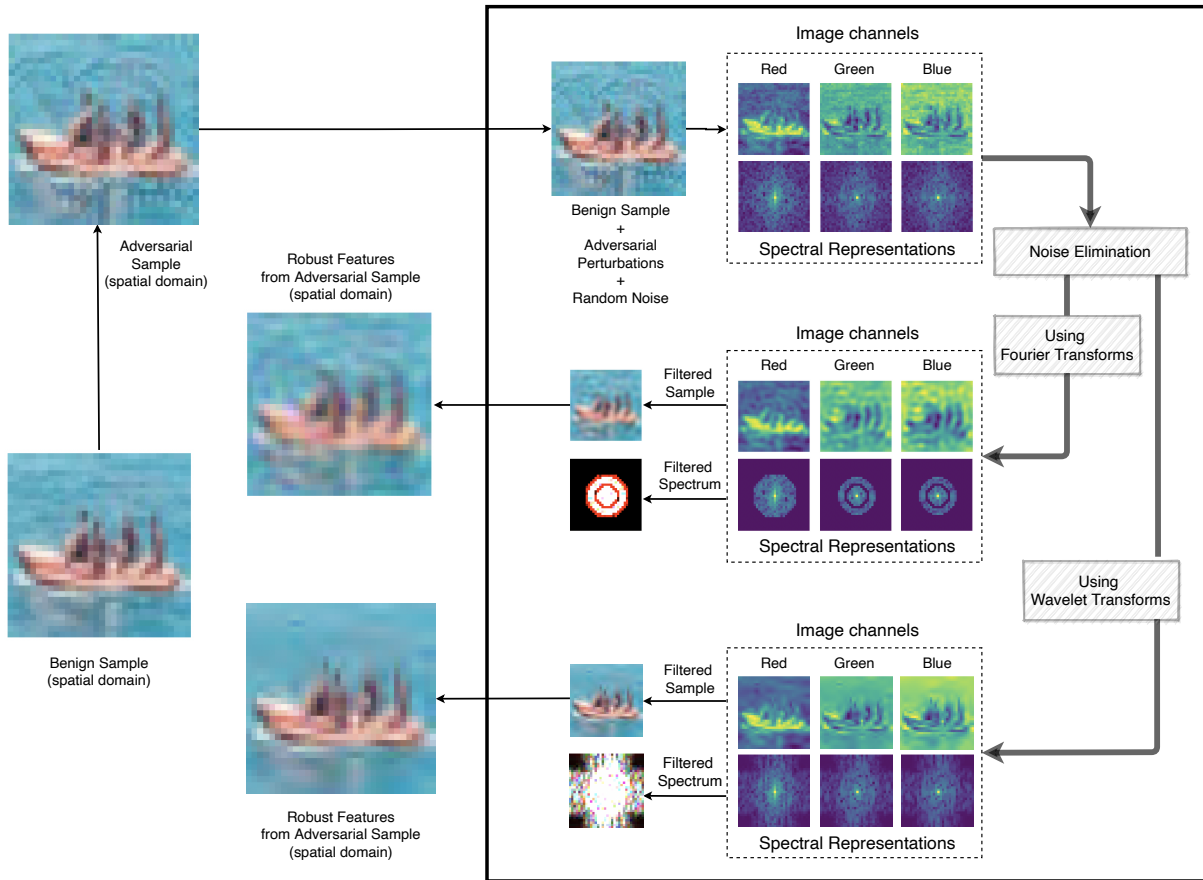 Image channels
Red Green Blue
Spectral Representations
Benign Sample
+
Adversarial
Perturbations
+
Random Noise
Adversarial
Sample
(spatial domain)
Noise Elimination
Robust Features
from Adversarial Sample
(spatial domain)
Using
Fourier Transforms
Image channels
Red Green Blue
Filtered
Sample
Filtered
Spectrum
Spectral Representations
Using
Wavelet Transforms
Benign Sample
(spatial domain)
Image channels
Red Green Blue
Filtered
Sample
Filtered
Spectrum
Spectral Representations
Robust Features
from Adversarial Sample
(spatial domain)